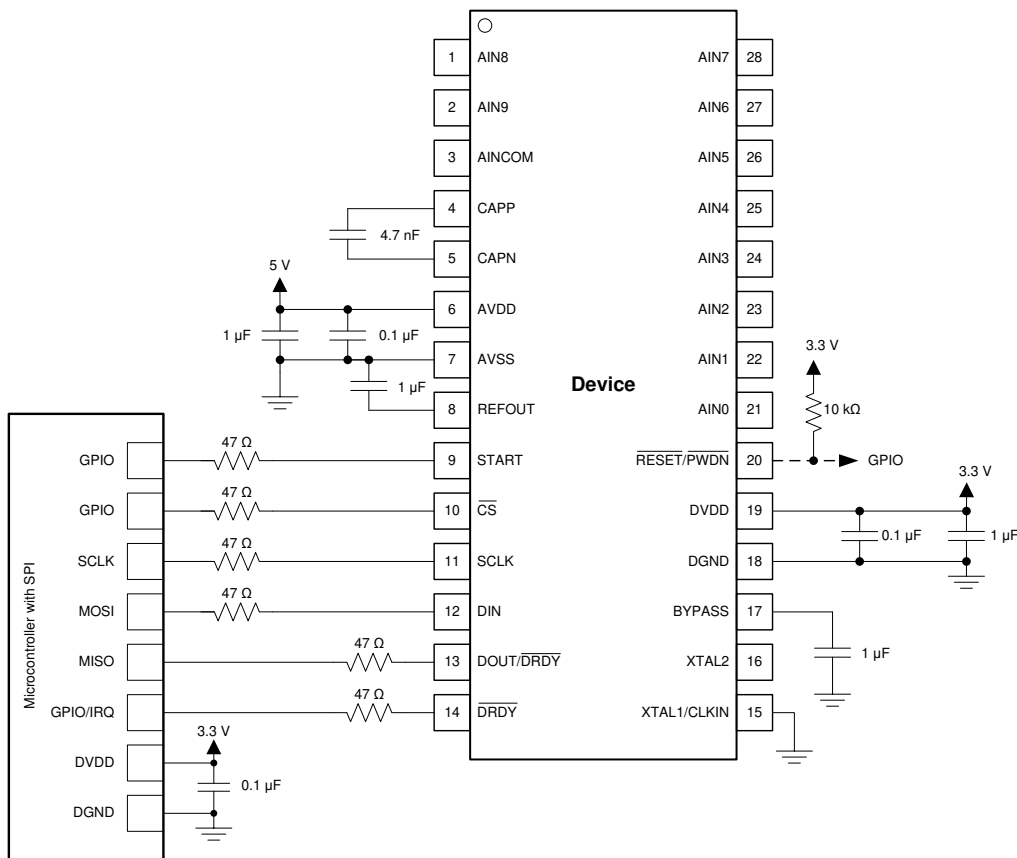 1 AIN8 AIN7 28
2 AIN9 AIN6 27
3 AINCOM AIN5 26
4 CAPP AIN4 25
4.7 nF
5 CAPN AIN3 24
5 V
6 AVDD AIN2 23
1 µF 0.1 µF
3.3 V
7 AVSS AIN1 22
Device
1 µF
10 kΩ
8 REFOUT AIN0 21
47 Ω
GPIO 9 START RESET/PWDN 20 GPIO
3.3 V
47 Ω
GPIO 10 CS DVDD 19
0.1 µF 1 µF
47 Ω
SCLK 11 SCLK DGND 18
47 Ω
MOSI 12 DIN BYPASS 17
47 Ω
1 µF
MISO 13 DOUT/DRDY XTAL2 16
47 Ω
GPIO/IRQ 14 DRDY XTAL1/CLKIN 15
3.3 V
DVDD
0.1 µF
DGND
Microcontroller with SPI